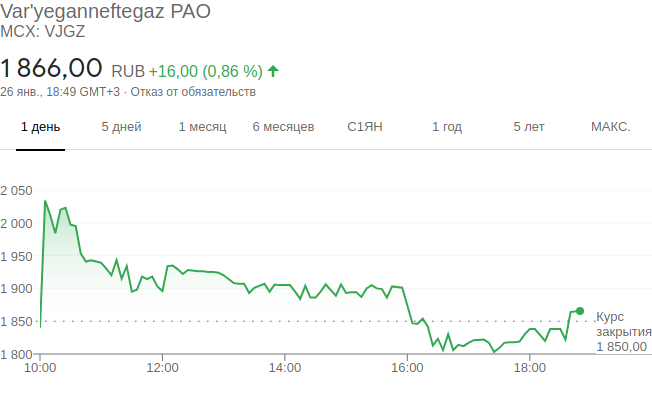 Var'yeganneftegaz PAO
MCX: VJGZ
1 866,00 RUB +16,00 (0,86 %)
26 янв., 18:49 GMT+3 · Отказ от обязательств
1 день 5 дней 1 месяц 6 месяцев С1ЯН 1 год 5 лет МАКС.
2 050
2 000
1 950
1 900
1 850
1 800
Курс
закрытия
1 850,00
10:00 12:00 14:00 16:00 18:00